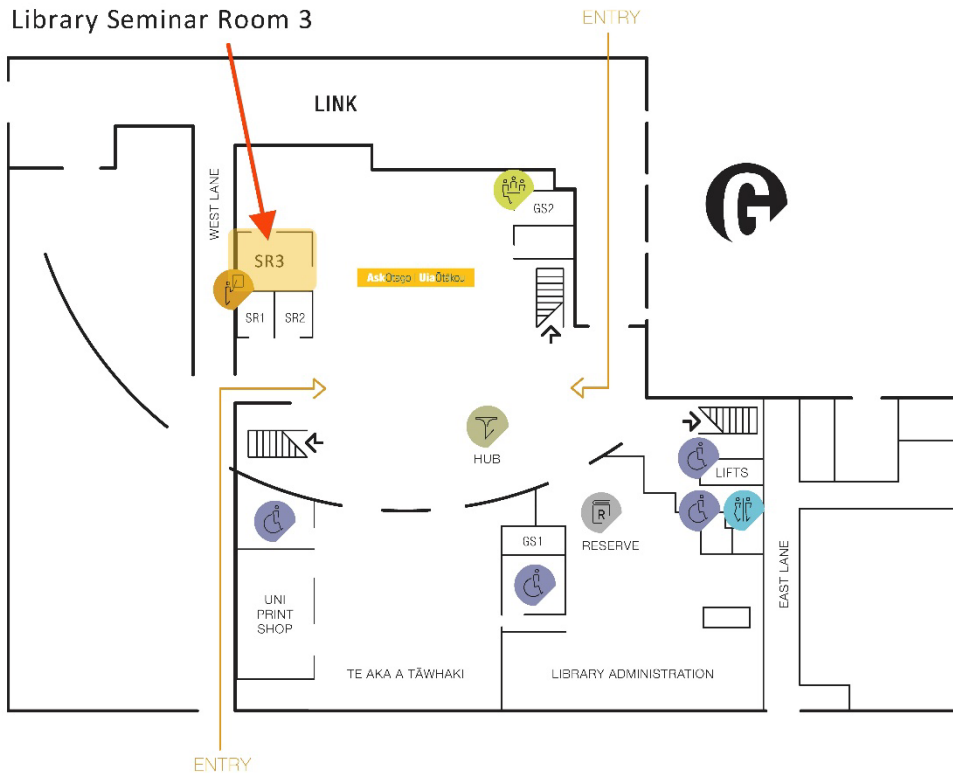 Library Seminar Room 3
ENTRY
LINK
G
WEST LANE
GS2
SR3
AskOtago UiaŌtākou
SR1
SR2
HUB
LIFTS
R
RESERVE
GS1
EAST LANE
UNI
PRINT
SHOP
TE AKA A TĀWHAKI
LIBRARY ADMINISTRATION
ENTRY